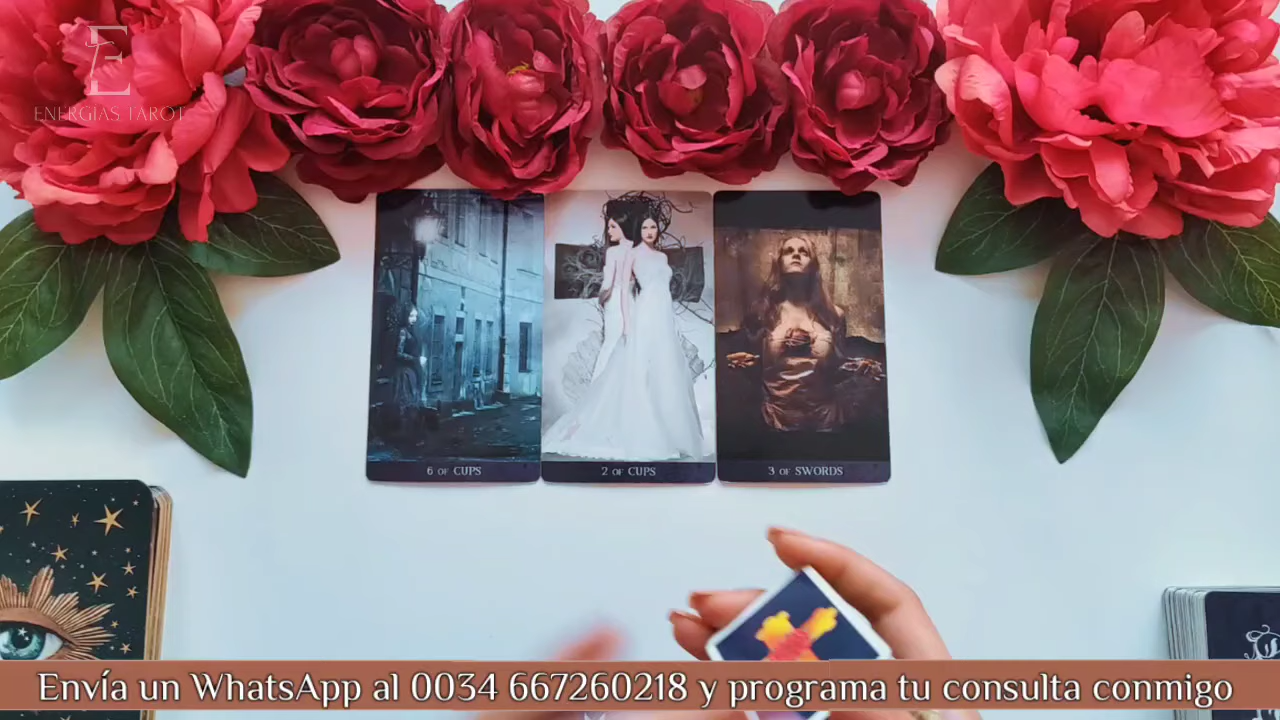 E
ENERGÍAS TAROT
6 OF CUPS
2 OF CUPS
3 OF SWORDS
Envía un WhatsApp al 0034 667260218 y programa tu consulta conmigo